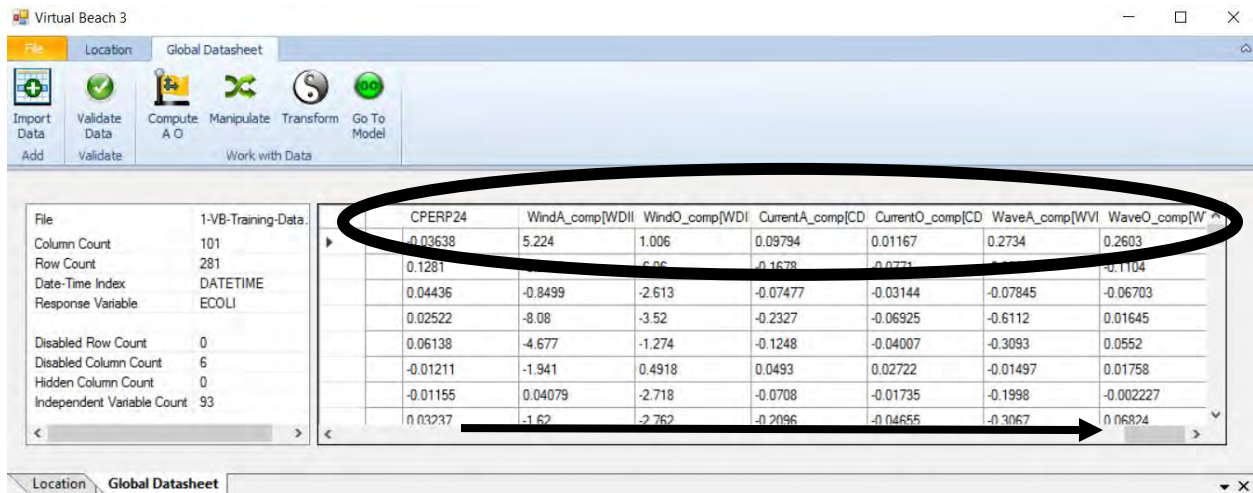 Virtual Beach 3
File Location Global Datasheet
Import Data Validate Data Compute A O Manipulate Transform Go To Model
Add Validate Work with Data
File 1-VB-Training-Data.
Column Count 101
Row Count 281
Date-Time Index DATETIME
Response Variable ECOLI
Disabled Row Count 0
Disabled Column Count 6
Hidden Column Count 0
Independent Variable Count 93
CPERP24 WindA_comp[WDII WindO_comp[WDI CurrentA_comp[CD CurrentO_comp[CD WaveA_comp[WVI WaveO_comp[W
-0.03638 5.224 1.006 0.09794 0.01167 0.2734 0.2603
0.1281 -0.1678 -0.0771 -0.1104
0.04436 -0.8499 -2.613 -0.07477 -0.03144 -0.07845 -0.06703
0.02522 -8.08 -3.52 -0.2327 -0.06925 -0.6112 0.01645
0.06138 -4.677 -1.274 -0.1248 -0.04007 -0.3093 0.0552
-0.01211 -1.941 0.4918 0.0493 0.02722 -0.01497 0.01758
-0.01155 0.04079 -2.718 -0.0708 -0.01735 -0.1998 -0.002227
0.03237 -1.62 -2.762 -0.2096 -0.04655 -0.3067 0.06824
Location Global Datasheet